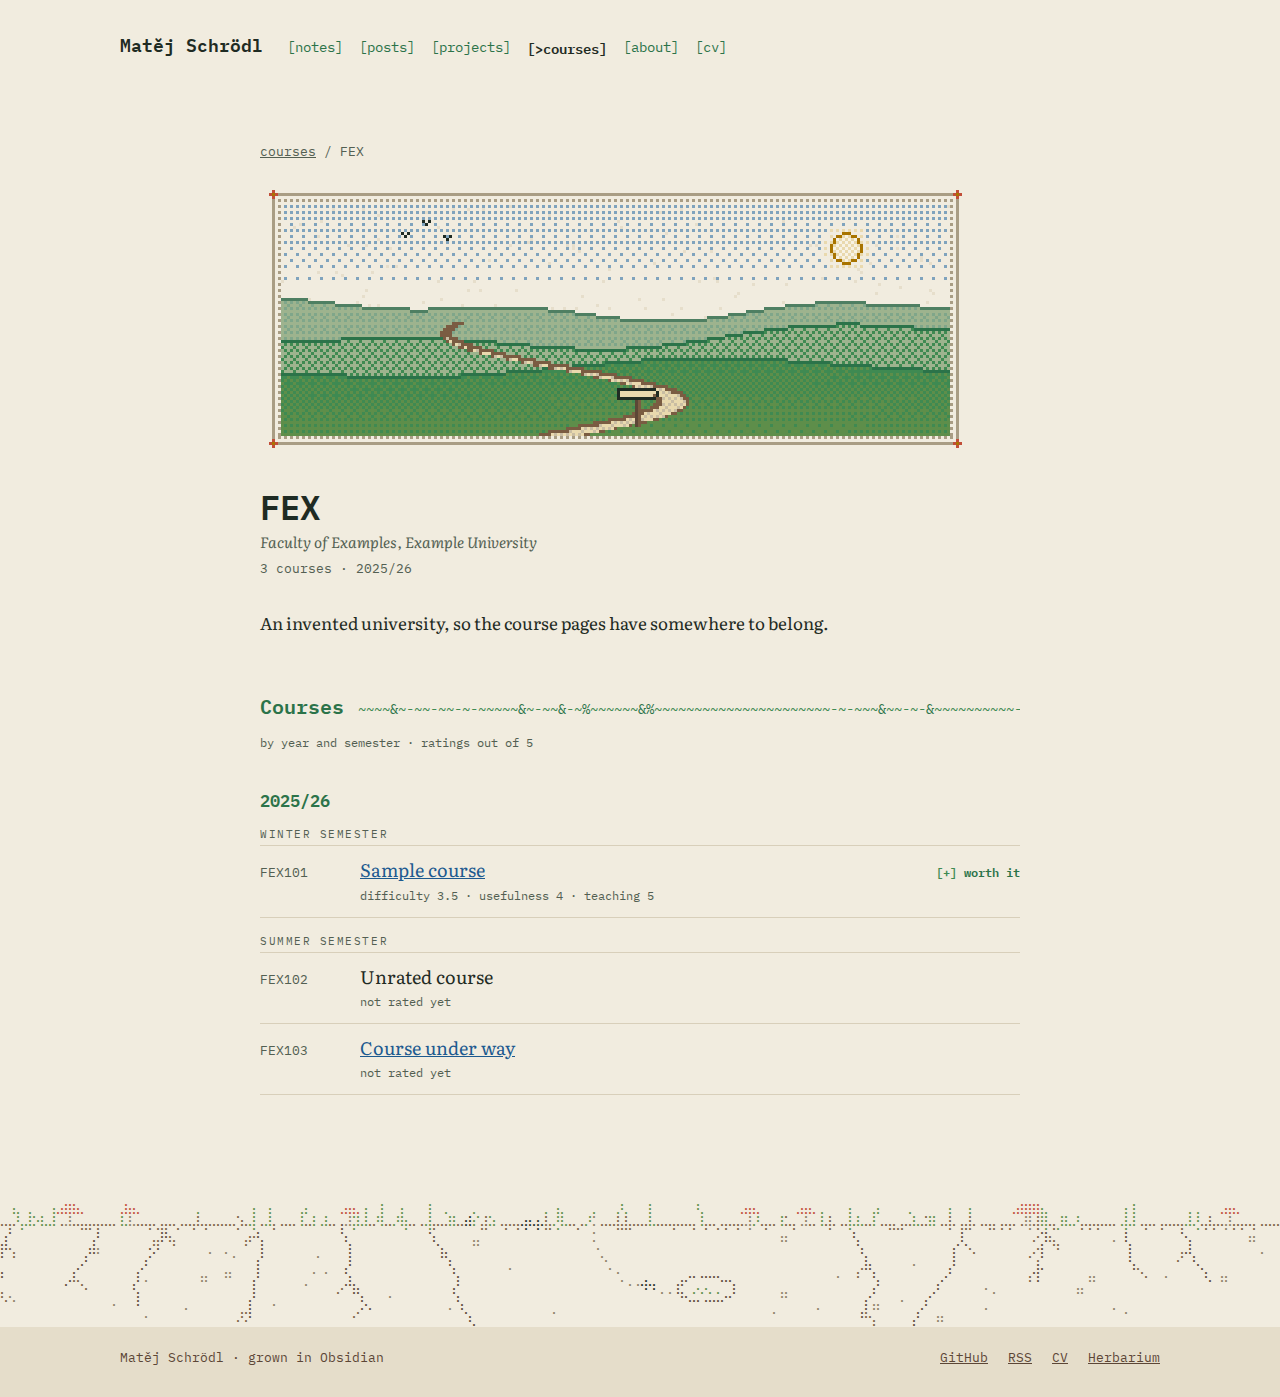 Matěj Schrödl [notes] [posts] [projects] [>courses] [about] [cv]
courses / FEX
FEX
Faculty of Examples, Example University
3 courses · 2025/26
An invented university, so the course pages have somewhere to belong.
Courses ~~~~&~-~~-~~-~-~~~~~&~-~~&-~%~~~~~~&%~~~~~~~~~~~~~~~~~~~~~~-~-~~~&~~-~-&~~~~~~~~~~-
by year and semester · ratings out of 5
2025/26
WINTER SEMESTER
FEX101 Sample course [+] worth it
difficulty 3.5 · usefulness 4 · teaching 5
SUMMER SEMESTER
FEX102 Unrated course
not rated yet
FEX103 Course under way
not rated yet
Matěj Schrödl · grown in Obsidian GitHub RSS CV Herbarium